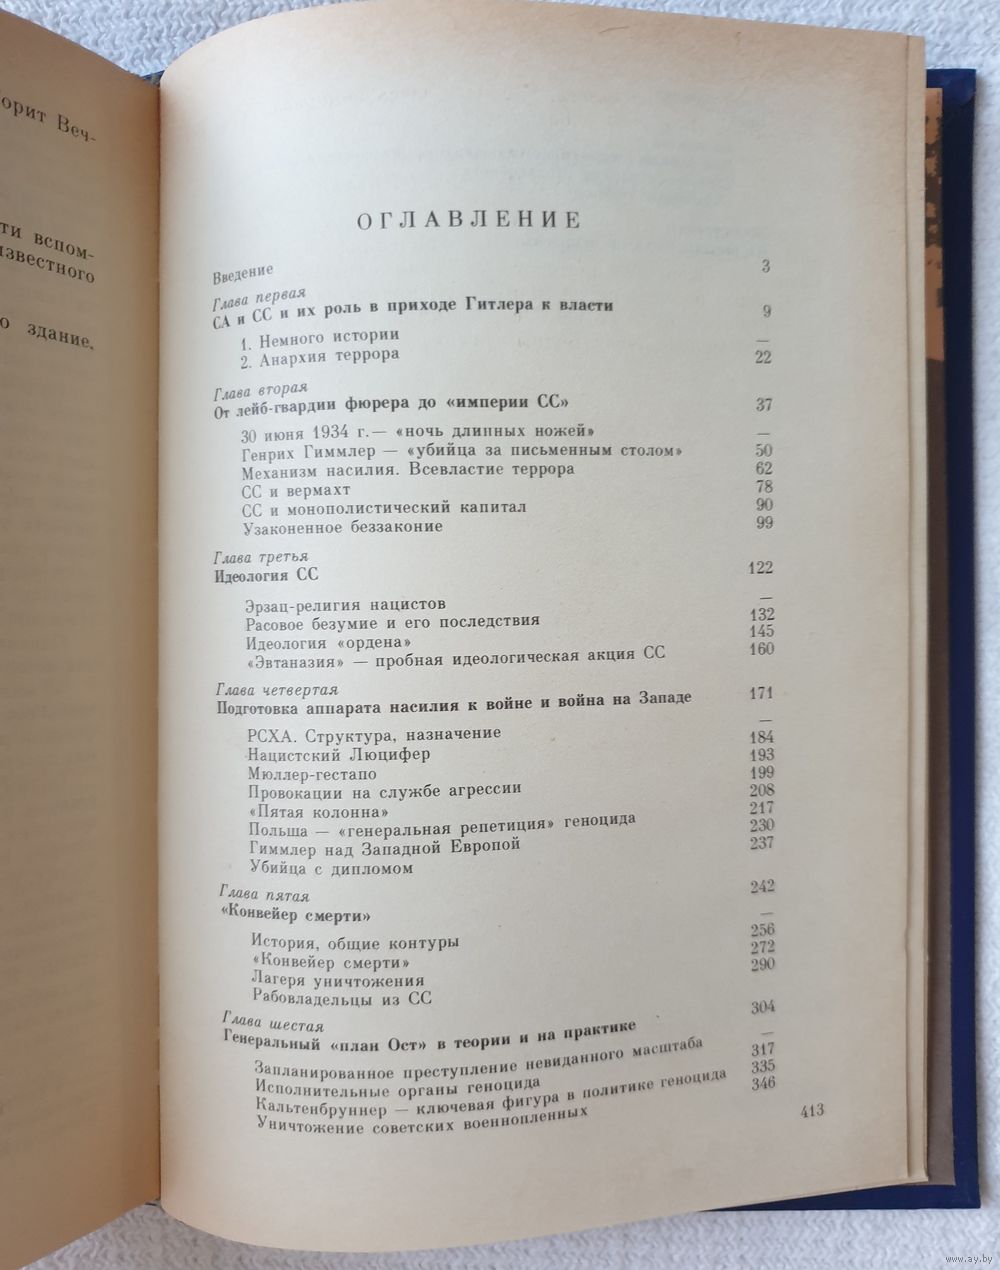 орит Веч-
ти вспом-
известного
о здание.
ОГЛАВЛЕНИЕ
Введение 3
Глава первая
СА и СС и их роль в приходе Гитлера к власти 9
1. Немного истории —
2. Анархия террора 22
Глава вторая
От лейб-гвардии фюрера до «империи СС» 37
30 июня 1934 г.— «ночь длинных ножей» —
Генрих Гиммлер — «убийца за письменным столом» 50
Механизм насилия. Всевластие террора 62
СС и вермахт 78
СС и монополистический капитал 90
Узаконенное беззаконие 99
Глава третья
Идеология СС 122
Эрзац-религия нацистов —
Расовое безумие и его последствия 132
Идеология «ордена» 145
«Эвтаназия» — пробная идеологическая акция СС 160
Глава четвертая
Подготовка аппарата насилия к войне и война на Западе 171
РСХА. Структура, назначение —
Нацистский Люцифер 184
Мюллер-гестапо 193
Провокации на службе агрессии 199
«Пятая колонна» 208
Польша — «генеральная репетиция» геноцида 217
Гиммлер над Западной Европой 230
Убийца с дипломом 237
Глава пятая
«Конвейер смерти» 242
История, общие контуры —
«Конвейер смерти» 256
Лагеря уничтожения 272
Рабовладельцы из СС 290
Глава шестая
Генеральный «план Ост» в теории и на практике 304
Запланированное преступление невиданного масштаба —
Исполнительные органы геноцида 317
Кальтенбруннер — ключевая фигура в политике геноцида 335
Уничтожение советских военнопленных 346
413
www.ay.by